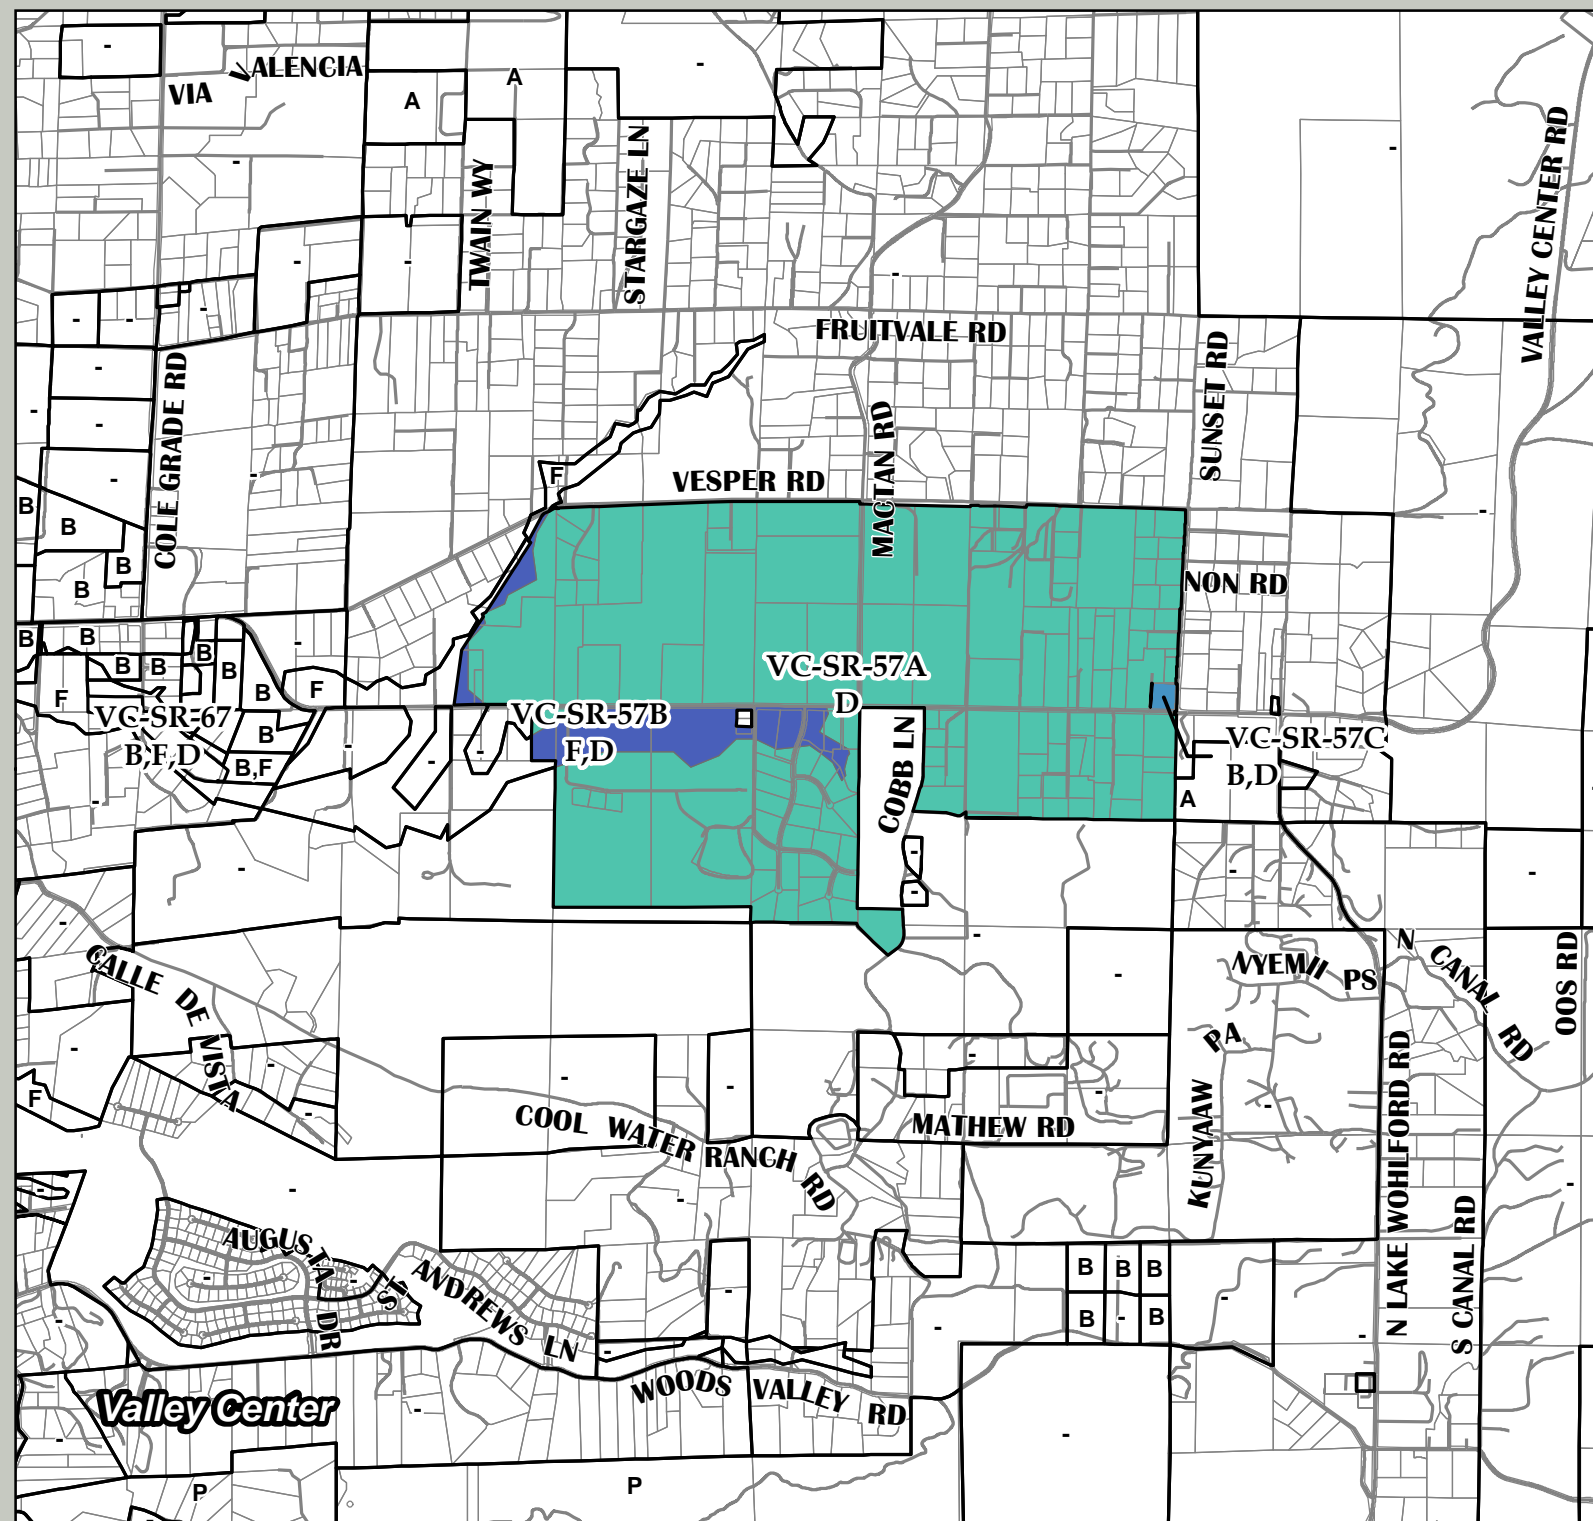 -
VIA VALENCIA
A
A
-
-
-
TWAIN WY
STARGAZE LN
VALLEY CENTER RD
-
-
-
-
-
-
FRUITVALE RD
COLE GRADE RD
SUNSET RD
-
-
-
-
-
F
VESPER RD
MACTAN RD
-
B
B
B
B
NON RD
B
B
-
B
B
B
B
B
F
F
VC-SR-57A
D
VC-SR-67
B,F,D
B
B,F
-
-
-
VC-SR-57B
F,D
COBB LN
VC-SR-57C
B,D
A
-
-
-
-
-
-
-
-
-
CALLE DE VISTA
NYEMII PS
N CANAL RD
OOS RD
PA
KUNYAAW
N LAKE WOHLFORD RD
S CANAL RD
-
F
-
-
-
-
-
-
-
COOL WATER RANCH RD
MATHEW RD
-
-
-
-
AUGUSTA DR
-
-
ST ANDREWS LN
B
B
B
B
-
B
-
-
-
-
-
-
WOODS VALLEY RD
Valley Center
-
-
-
P
P